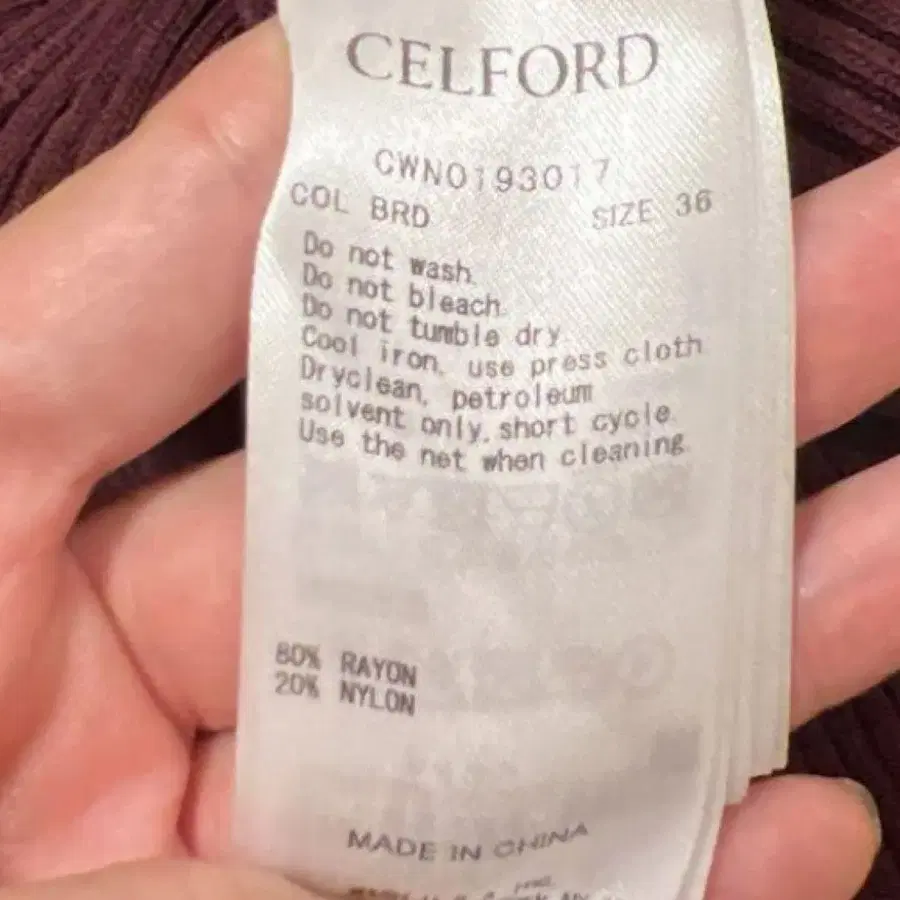 CELFORD
CWNO193017
COL BRD SIZE 36
Do not wash.
Do not bleach.
Do not tumble dry.
Cool iron, use press cloth
Dryclean, petroleum
solvent only, short cycle.
Use the net when cleaning.
80% RAYON
20% NYLON
MADE IN CHINA